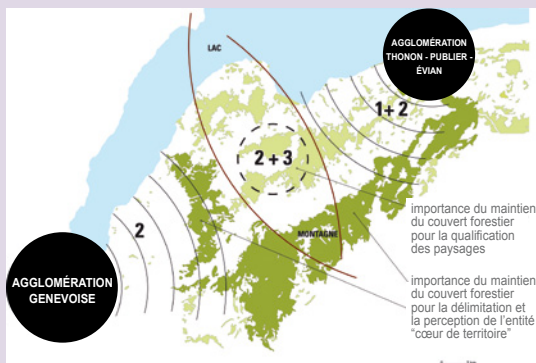 LAC
AGGLOMÉRATION
THONON - PUBLIER -
ÉVIAN
1+ 2
2 + 3
2
MONTAGNE
AGGLOMÉRATION
GENEVOISE
importance du maintien
du couvert forestier
pour la qualification
des paysages
importance du maintien
du couvert forestier
pour la délimitation et
la perception de l'entité
"cœur de territoire"